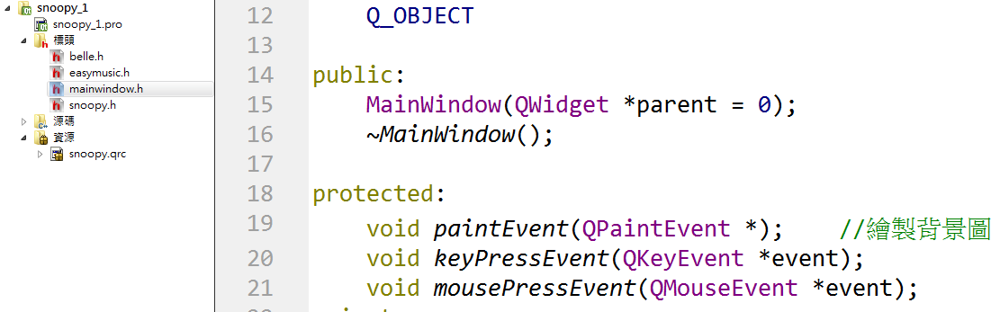 snoopy_1
snoopy_1.pro
標頭
belle.h
easymusic.h
mainwindow.h
snoopy.h
源碼
資源
snoopy.qrc
12 Q_OBJECT
13
14 public:
15 MainWindow(QWidget *parent = 0);
16 ~MainWindow();
17
18 protected:
19 void paintEvent(QPaintEvent *); //繪製背景圖
20 void keyPressEvent(QKeyEvent *event);
21 void mousePressEvent(QMouseEvent *event);